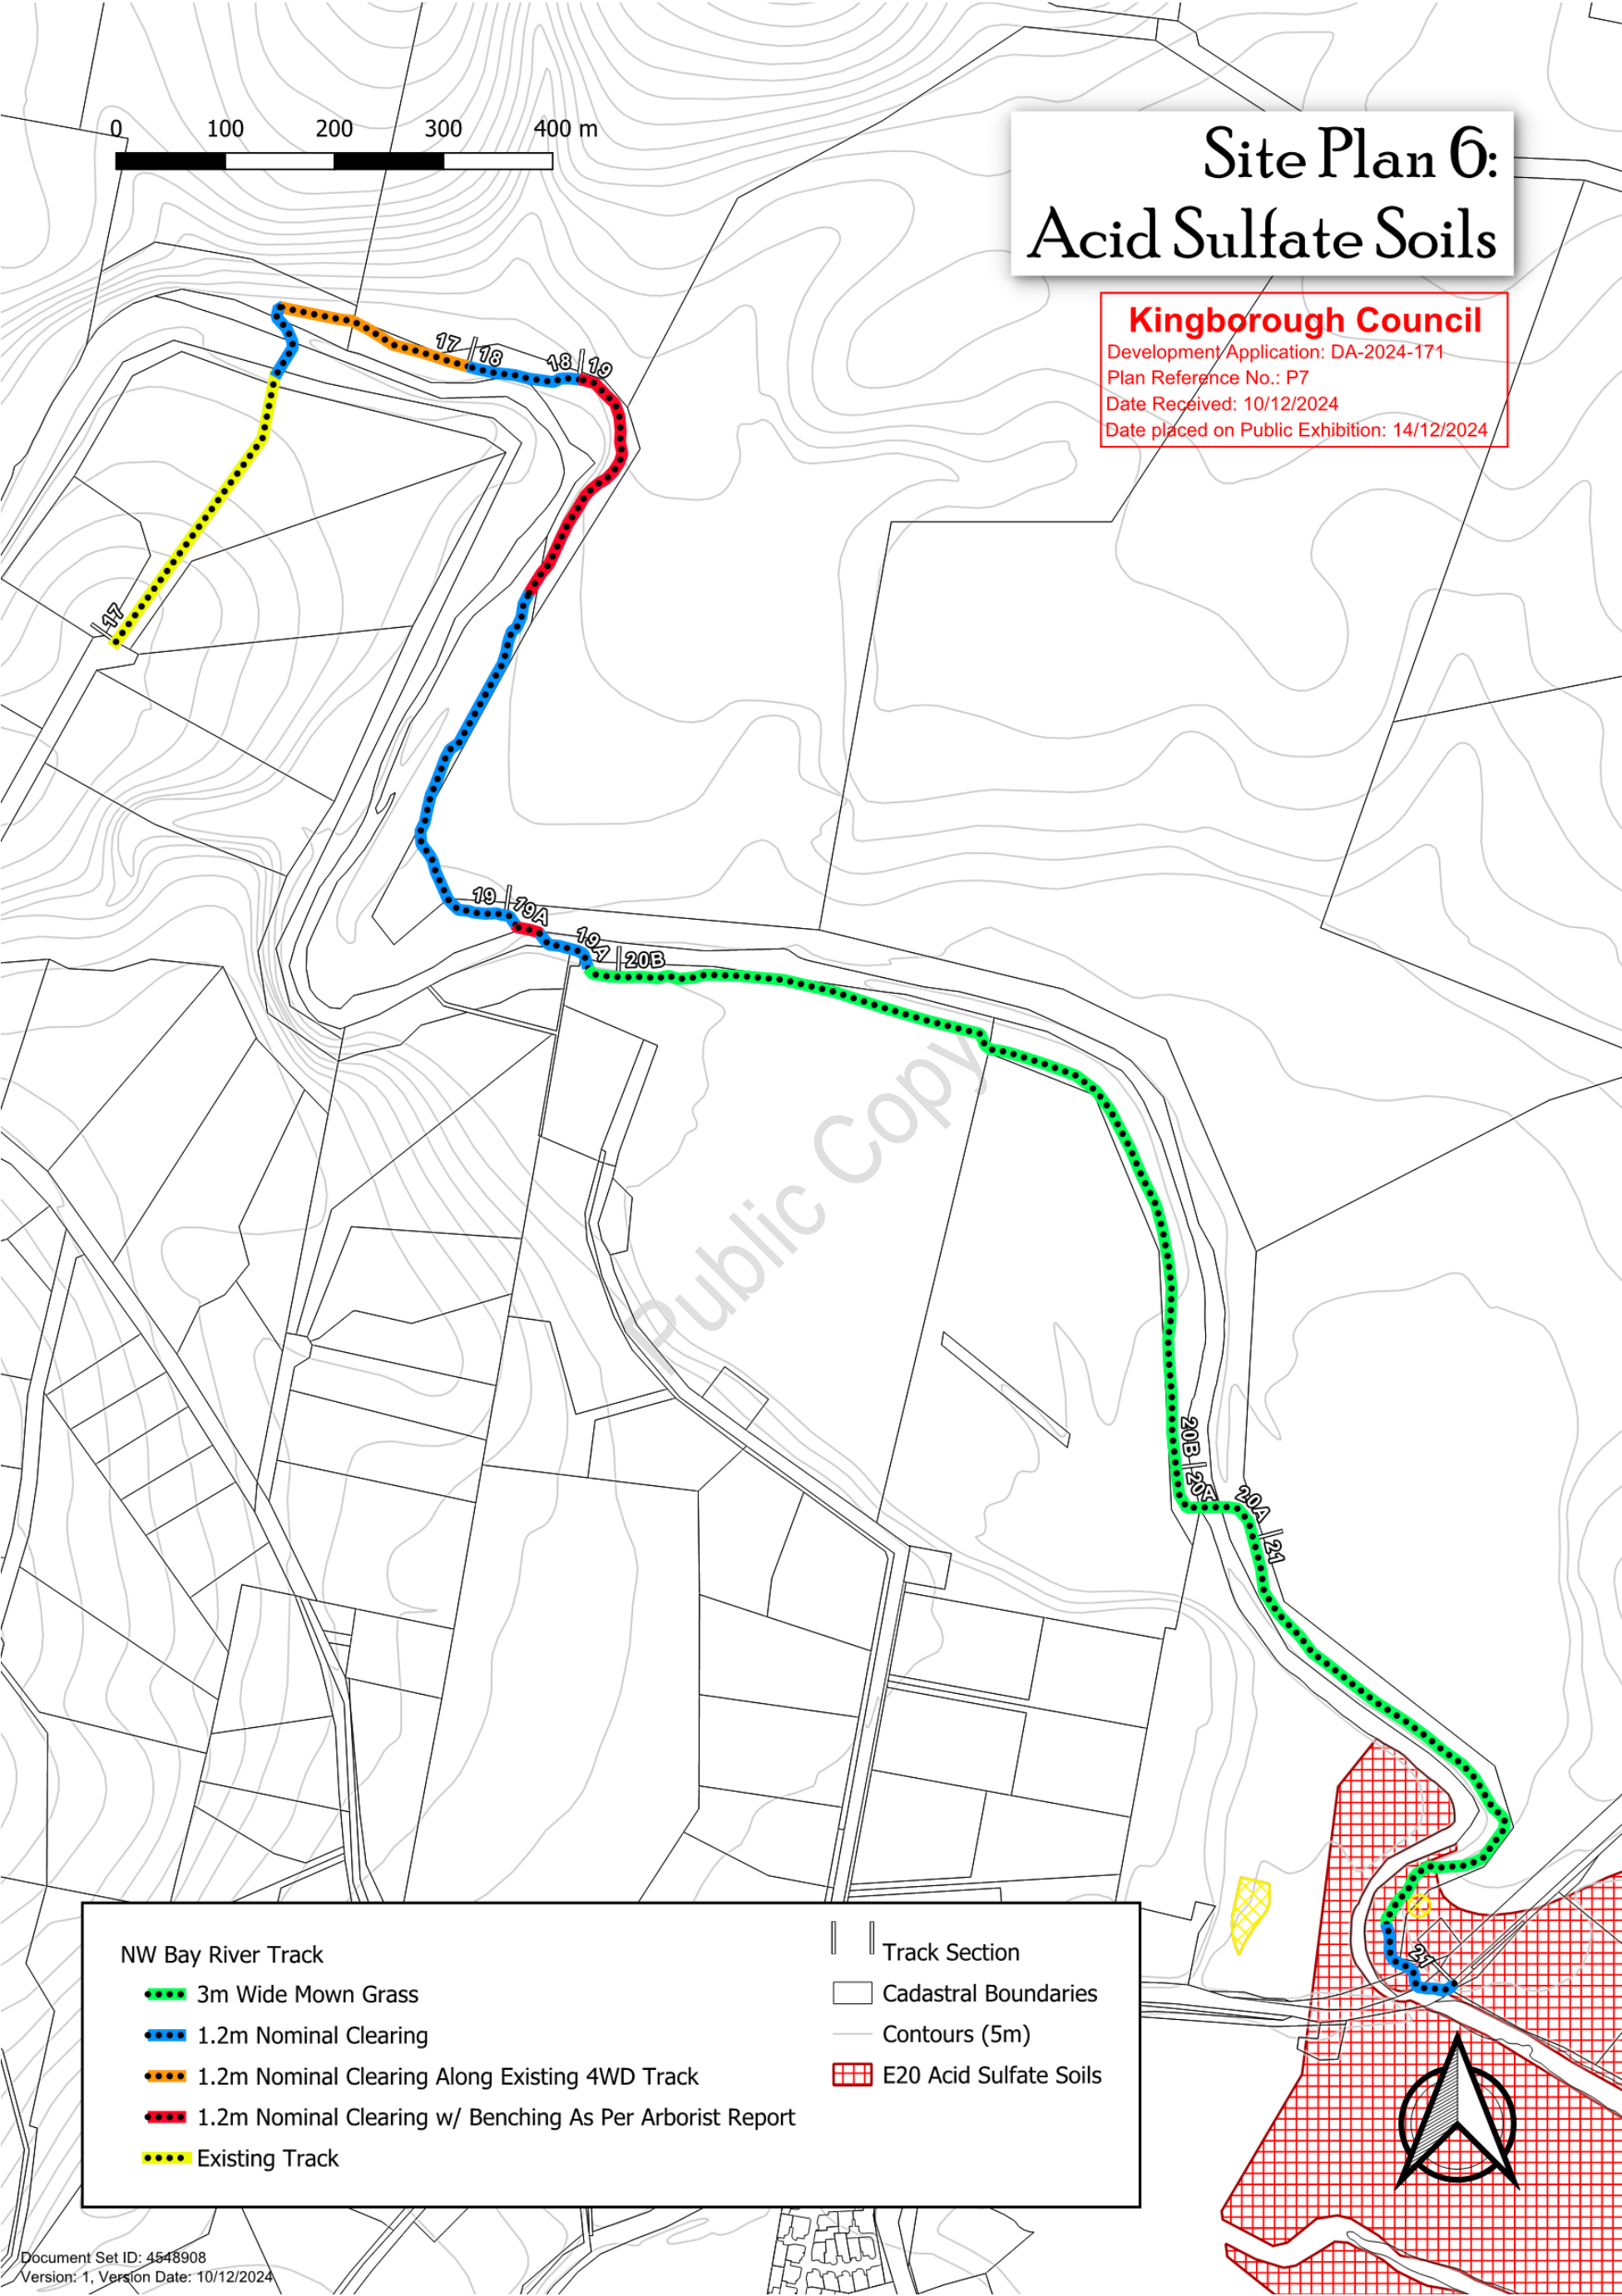 0 100 200 300 400 m
Site Plan 6:
Acid Sulfate Soils
Kingborough Council
Development Application: DA-2024-171
Plan Reference No.: P7
Date Received: 10/12/2024
Date placed on Public Exhibition: 14/12/2024
17
18
18
19
17
19
19A
19A
20B
Public Copy
20B
20A
20A
21
21
NW Bay River Track
3m Wide Mown Grass
1.2m Nominal Clearing
1.2m Nominal Clearing Along Existing 4WD Track
1.2m Nominal Clearing w/ Benching As Per Arborist Report
Existing Track
Track Section
Cadastral Boundaries
Contours (5m)
E20 Acid Sulfate Soils
Document Set ID: 4548908
Version: 1, Version Date: 10/12/2024